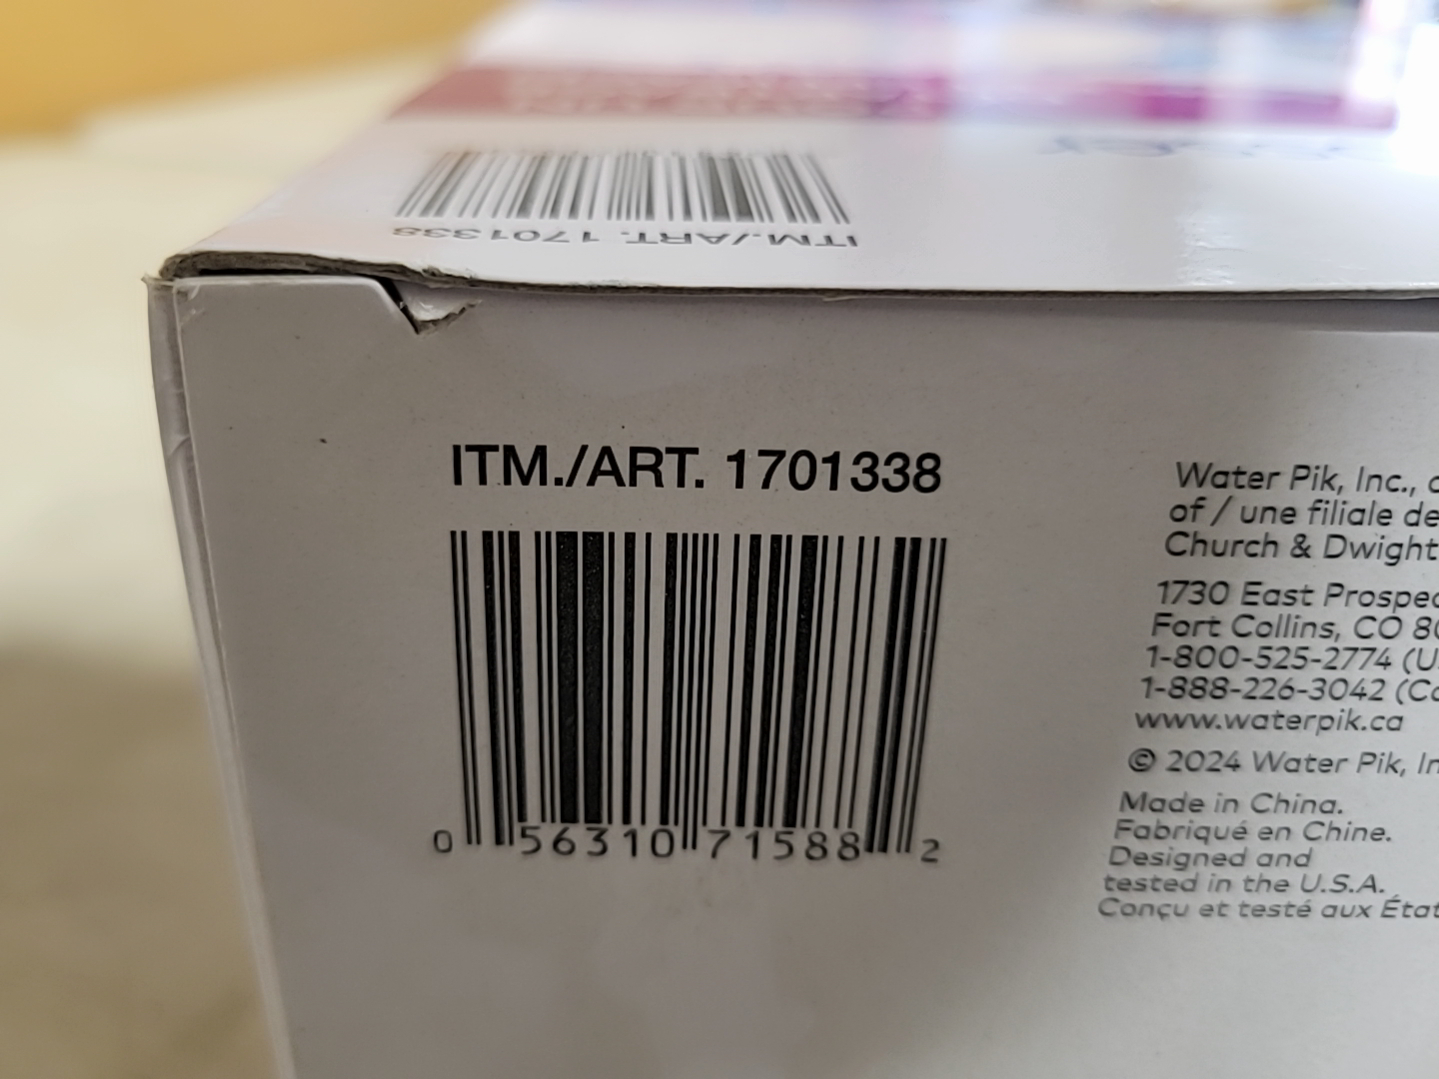 ITM./ART. 1701338
ITM./ART. 1701338
0 56310 71588 2
Water Pik, Inc.,
of / une filiale de
Church & Dwight
1730 East
Fort Collins, CO
1-800-525-2774
1-888-226-3042
www.waterpik.ca
© 2024 Water Pik,
Made in China.
Fabriqué en Chine.
Designed and
tested in the U.S.A.
Conçu et testé aux